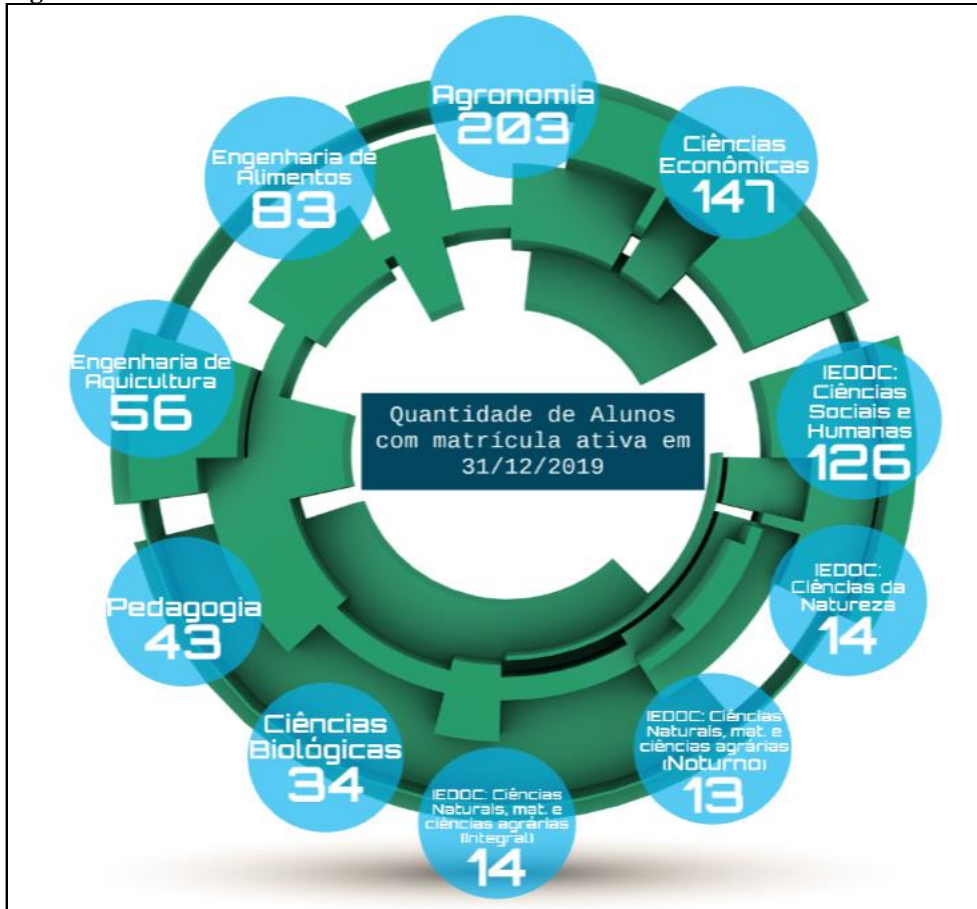 Agronomia
203
Ciências
Econômicas
147
IEDOC:
Ciências
Sociais e
Humanas
126
IEDOC:
Ciências da
Natureza
14
IEDOC: Ciências
Naturais, mat. e
ciências agrárias
(Noturno)
13
IEDOC: Ciências
Naturais, mat. e
ciências agrárias
(Integral)
14
Ciências
Biológicas
34
Pedagogia
43
Engenharia de
Aquicultura
56
Engenharia de
Alimentos
83
Quantidade de Alunos
com matrícula ativa em
31/12/2019